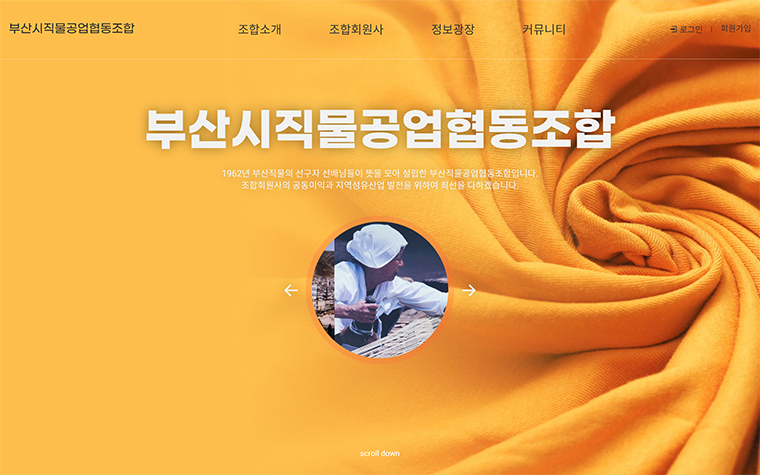 부산시직물공업협동조합
조합소개
조합회원사
정보광장
커뮤니티
로그인 | 회원가입
부산시직물공업협동조합
1962년 부산직물의 선구자 선배님들이 뜻을 모아 설립한 부산직물공업협동조합입니다.
조합회원사의 공동이익과 지역섬유산업 발전을 위하여 최선을 다하겠습니다.
scroll down